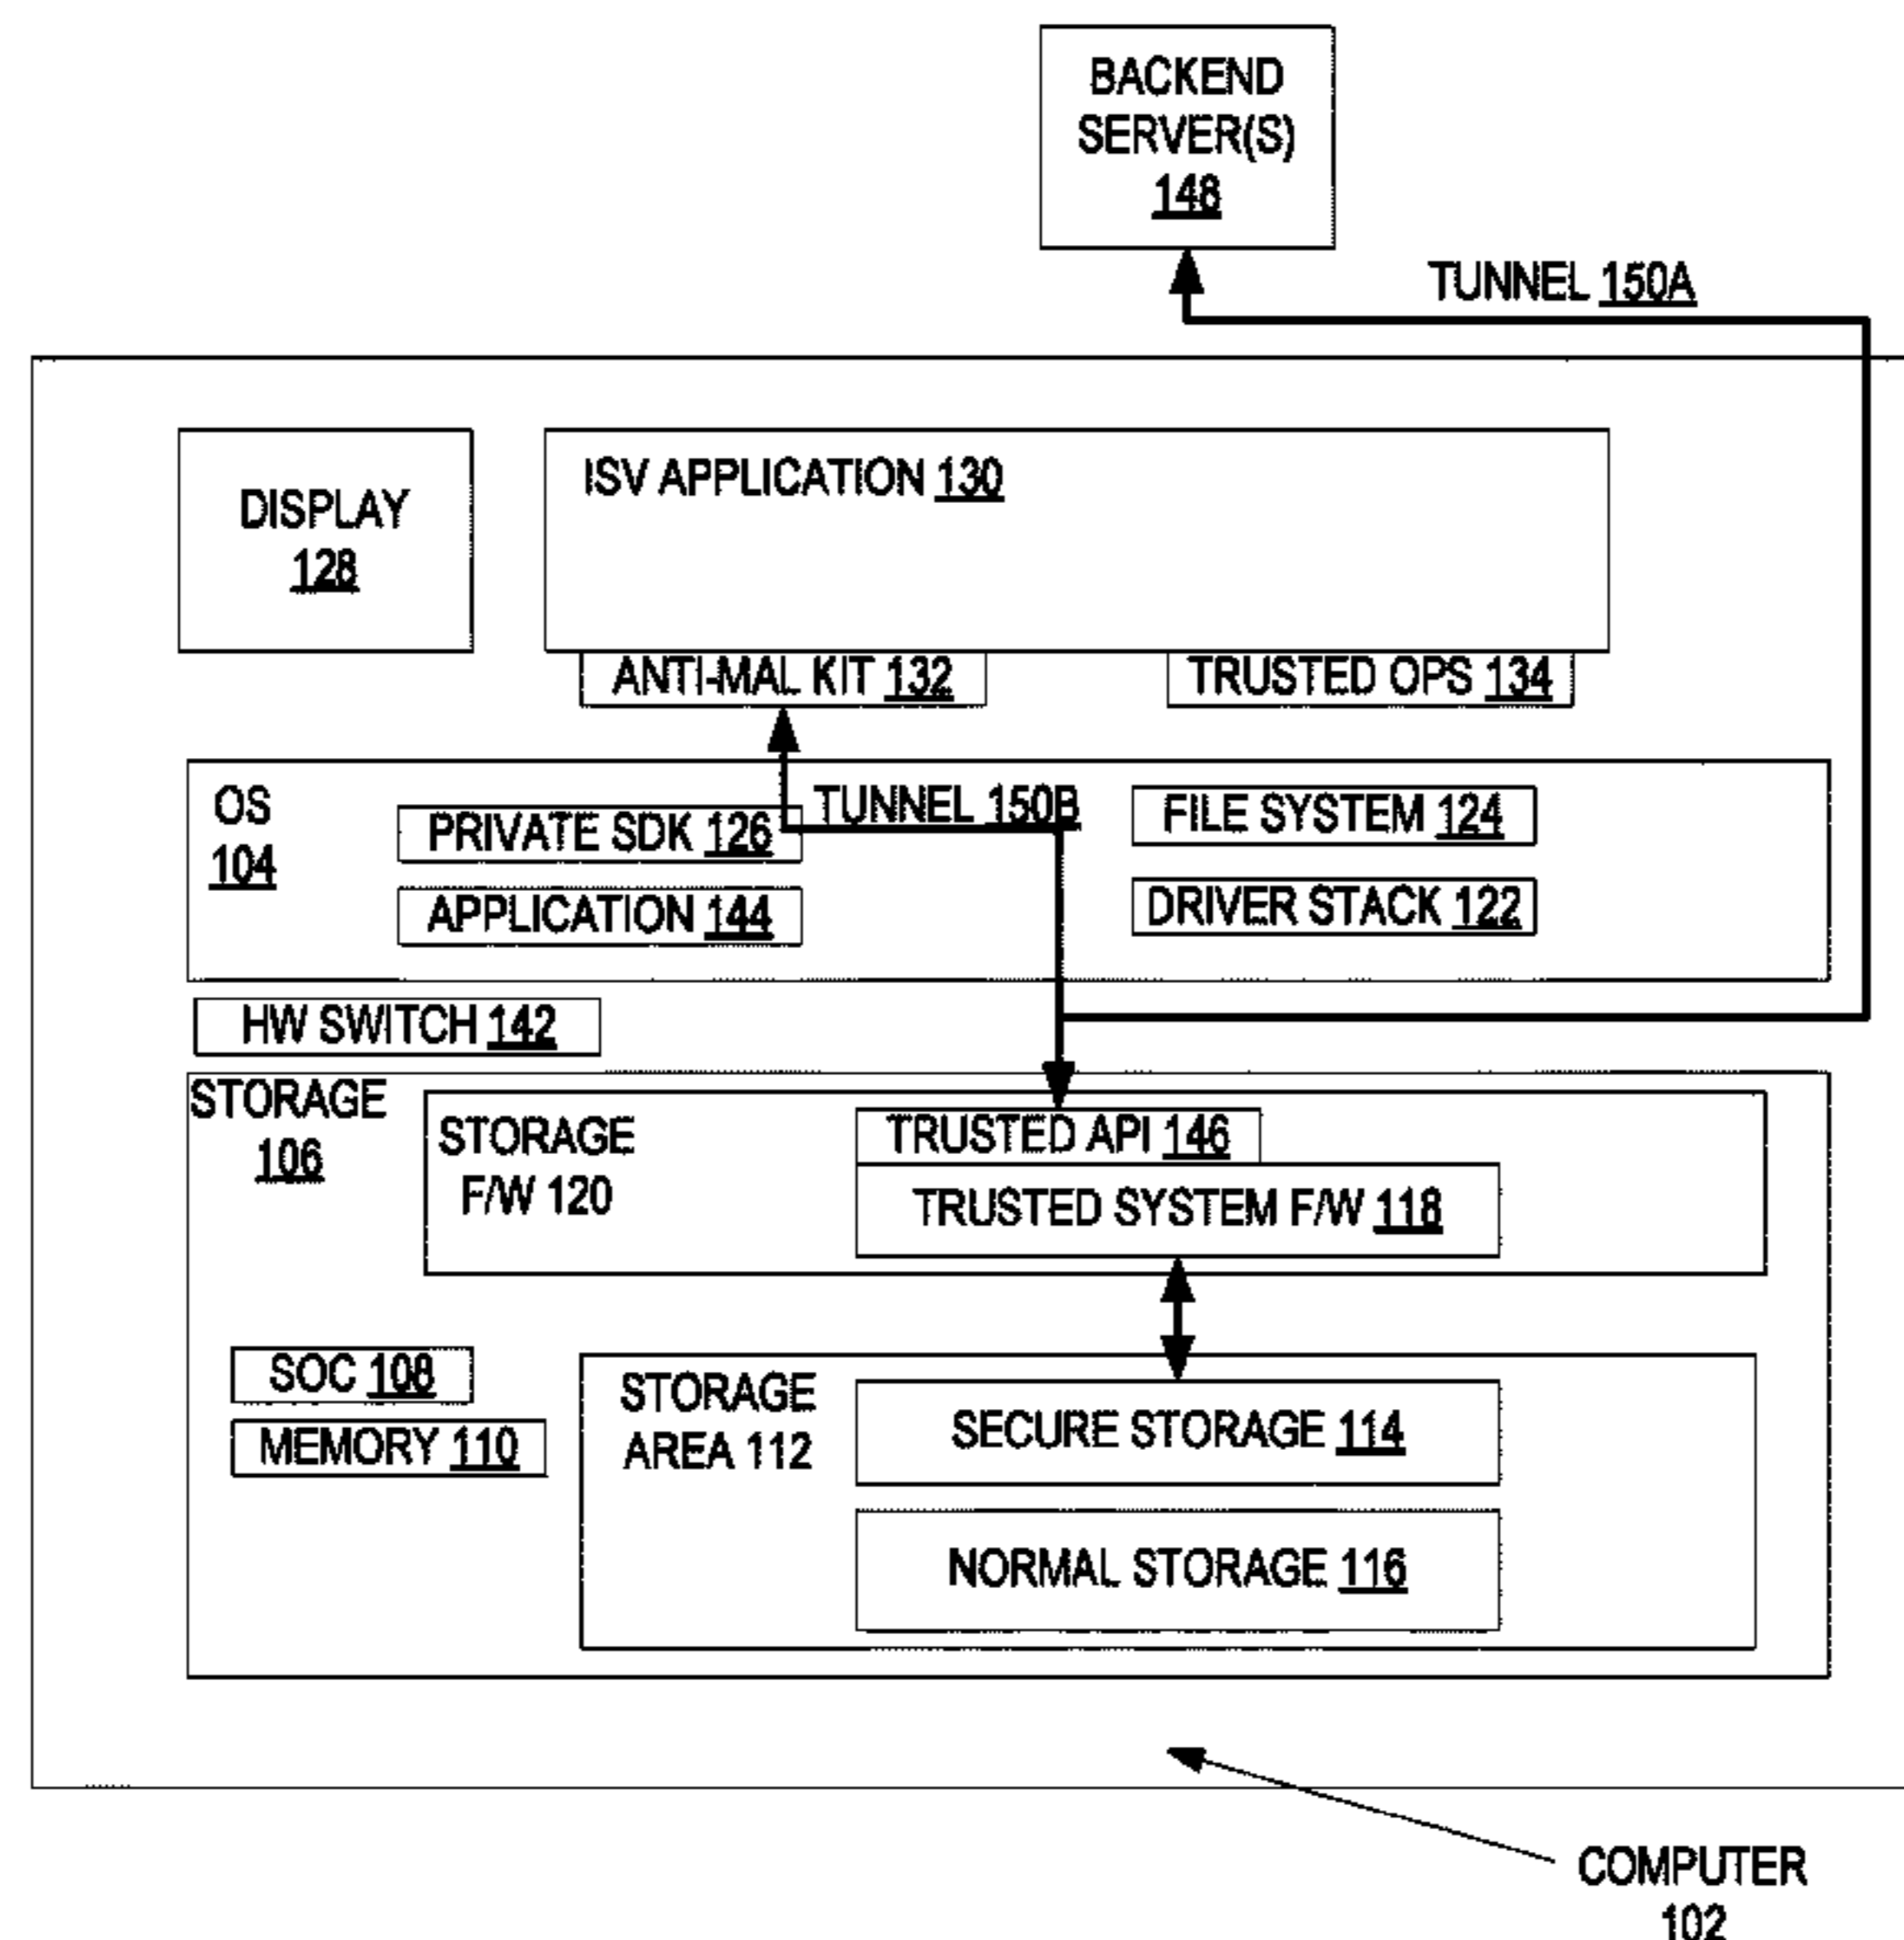 BACKEND
SERVER(S)
148
TUNNEL 150A
DISPLAY
128
ISV APPLICATION 130
ANTI-MAL KIT 132
TRUSTED OPS 134
OS
104
PRIVATE SDK 126
TUNNEL 150B
FILE SYSTEM 124
APPLICATION 144
DRIVER STACK 122
HW SWITCH 142
STORAGE
106
STORAGE
F/W 120
TRUSTED API 146
TRUSTED SYSTEM F/W 118
SOC 108
MEMORY 110
STORAGE
AREA 112
SECURE STORAGE 114
NORMAL STORAGE 116
COMPUTER
102